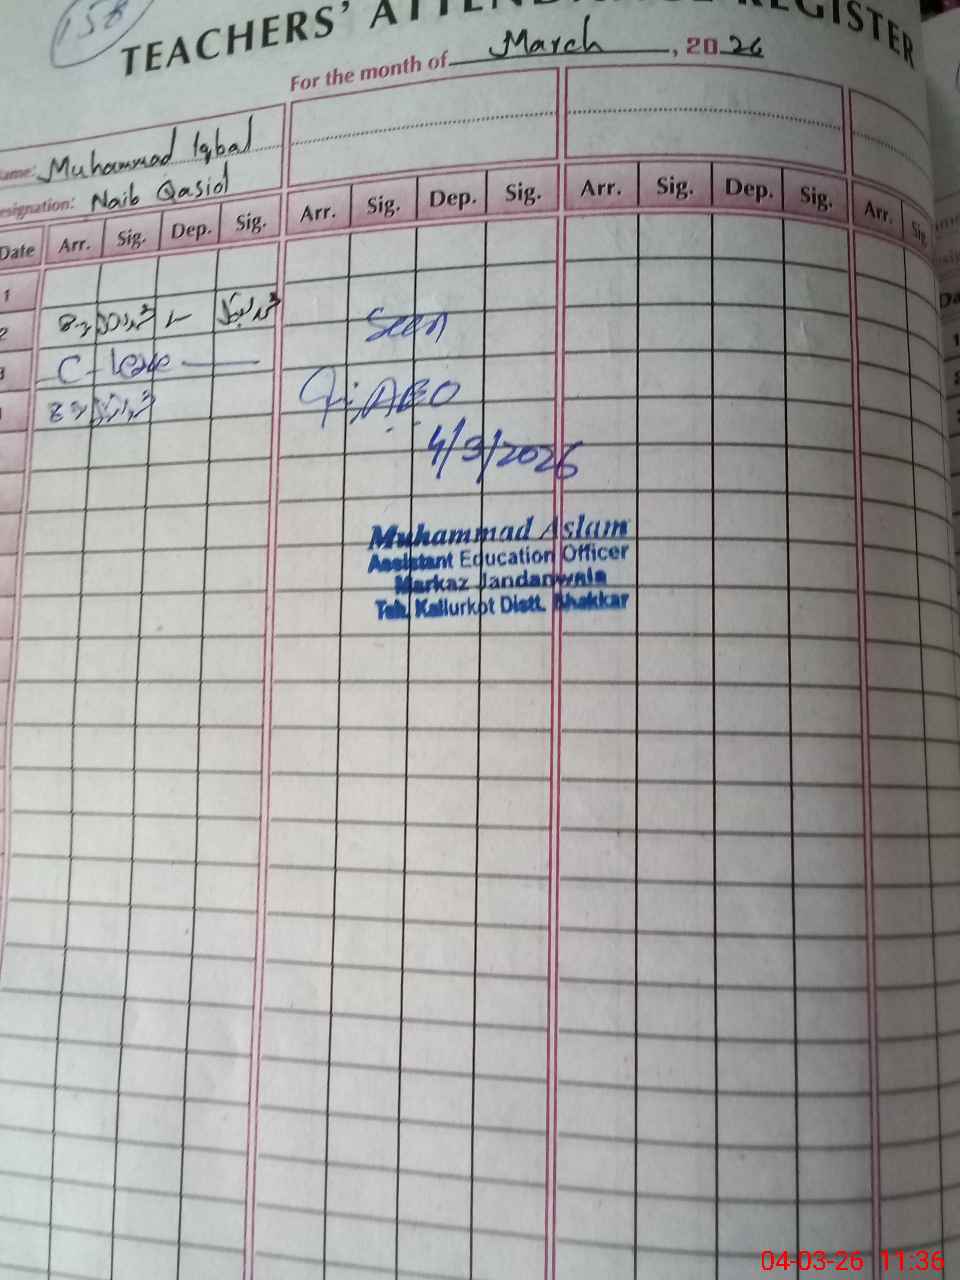 158
TEACHERS' ATTENDANCE REGISTER
For the month of March, 2026
Name: Muhammad Iqbal
Designation: Naib Qasid
Date Arr. Sig. Dep. Sig. Arr. Sig. Dep. Sig. Arr. Sig. Dep. Sig. Arr. Sig.
1
2
Seen
3 C-leave
AEO
4/3/2026
Muhammad Aslam
Assistant Education Officer
Markaz Jandanwala
Teh. Kallurkot Distt. Bhakkar
04-03-26 11:36